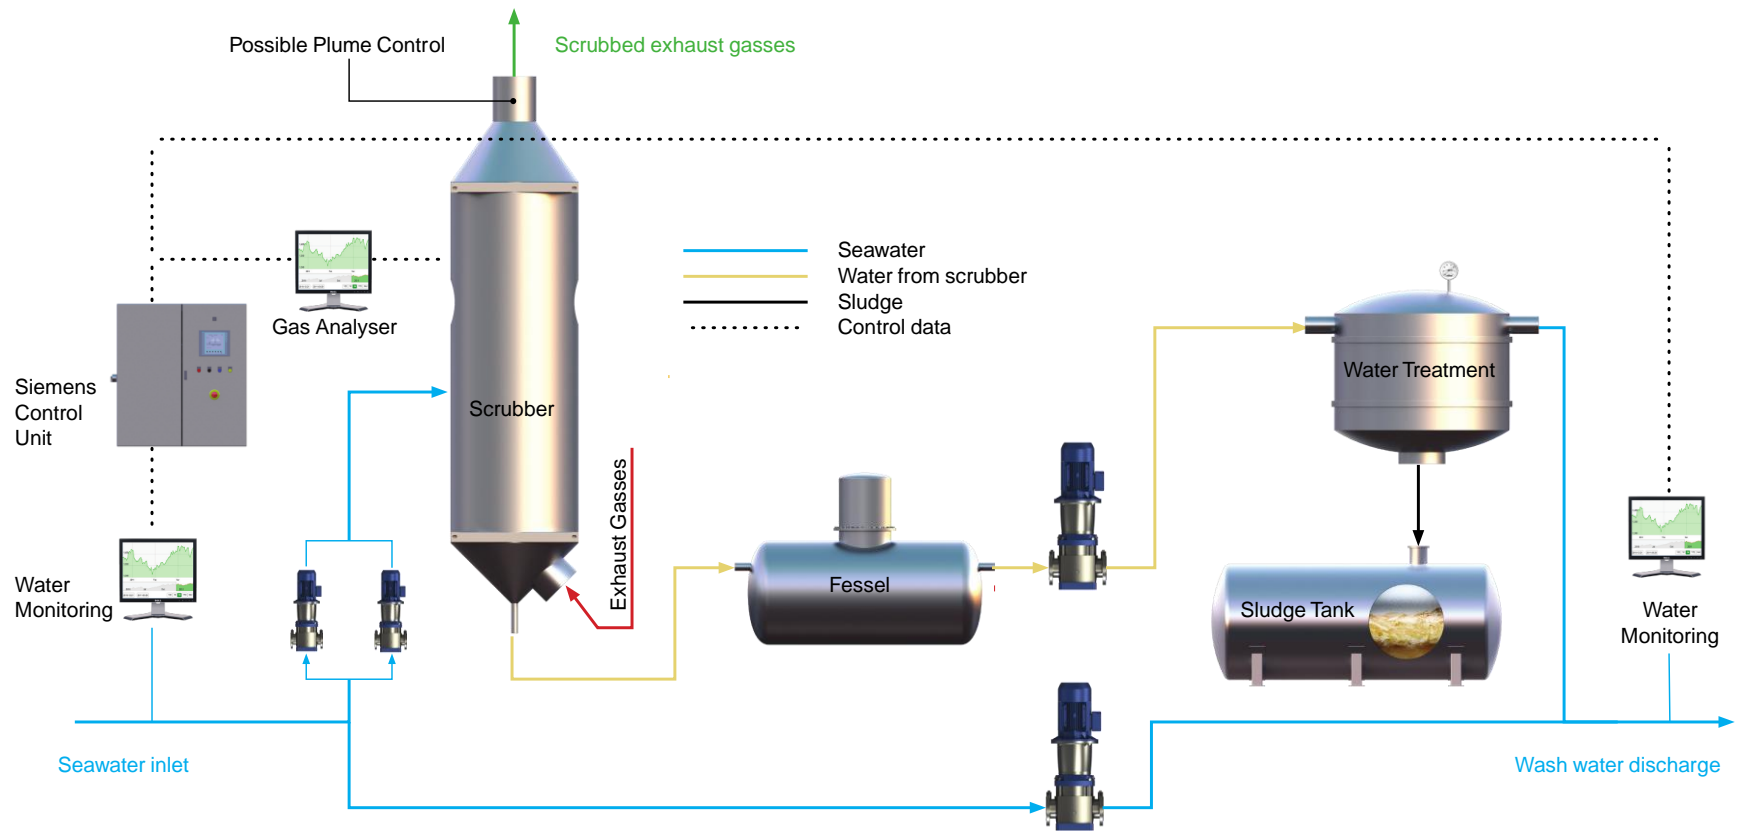 Possible Plume Control
Scrubbed exhaust gasses
Gas Analyser
Siemens
Control
Unit
Seawater
Water from scrubber
Sludge
Control data
Scrubber
Exhaust Gasses
Water Treatment
Fessel
Sludge Tank
Water
Monitoring
Water
Monitoring
Seawater inlet
Wash water discharge